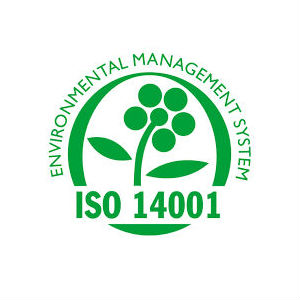 ENVIRONMENTAL MANAGEMENT SYSTEM
ISO 14001